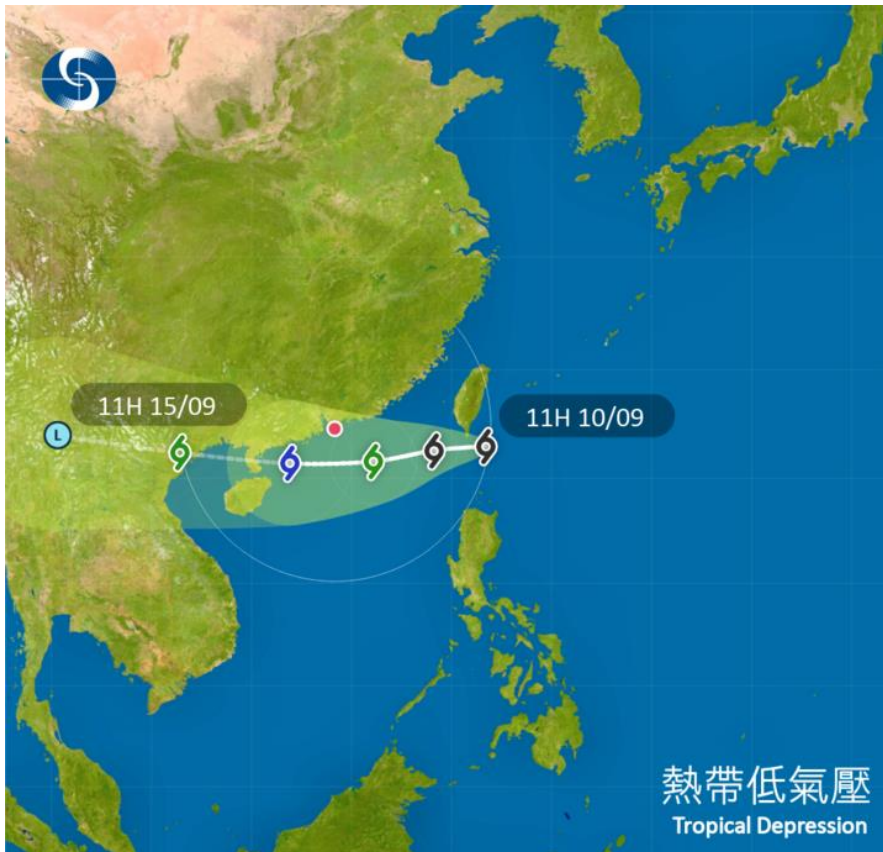 11H 15/09
11H 10/09
L
熱帶低氣壓
Tropical Depression